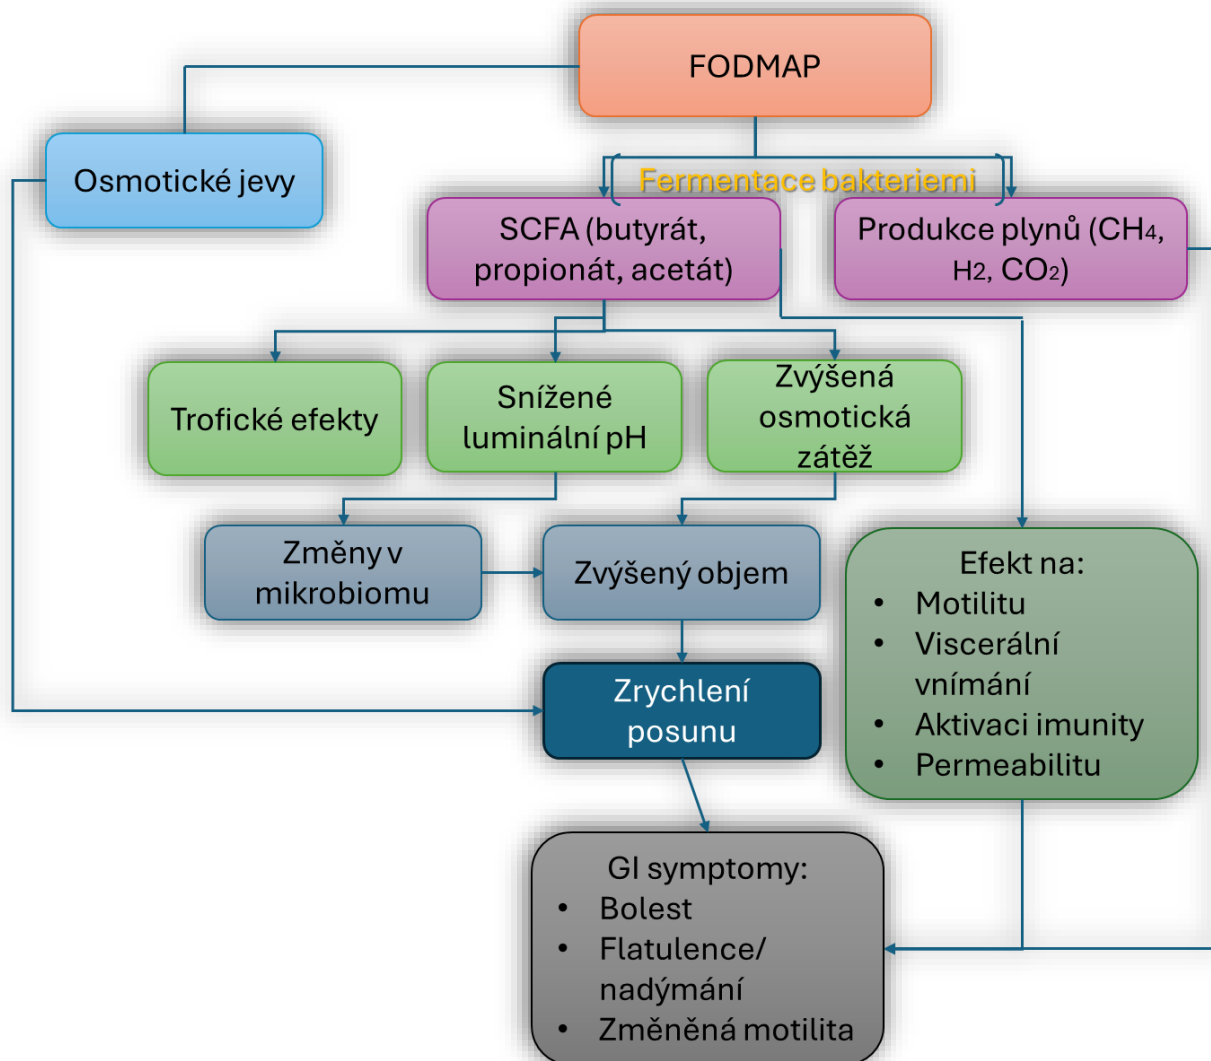 FODMAP
Osmotické jevy
Fermentace bakteriemi
SCFA (butyrát,
propionát, acetát)
Produkce plynů (CH4,
H2, CO2)
Trofické efekty
Snížené
luminální pH
Zvýšená
osmotická
zátěž
Změny v
mikrobiomu
Zvýšený objem
Efekt na:
• Motilitu
• Viscerální
vnímání
• Aktivaci imunity
• Permeabilitu
Zrychlení
posunu
GI symptomy:
• Bolest
• Flatulence/
nadýmání
• Změněná motilita